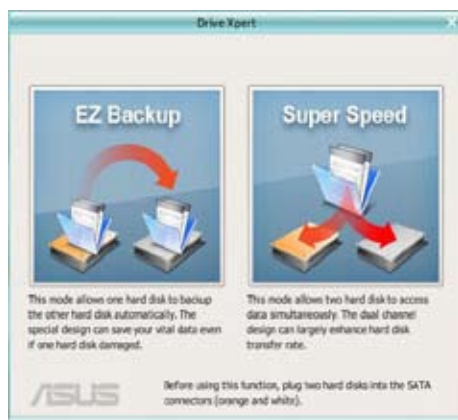 Drive Xpert
EZ Backup
This mode allows one hard disk to backup
the other hard disk automatically. The
special design can save your vital data even
if one hard disk damaged.
Super Speed
This mode allows two hard disk to access
data simultaneously. The dual channel
design can largely enhance hard disk
transfer rate.
ASUS
Before using this function, plug two hard disks into the SATA
connectors (orange and white).